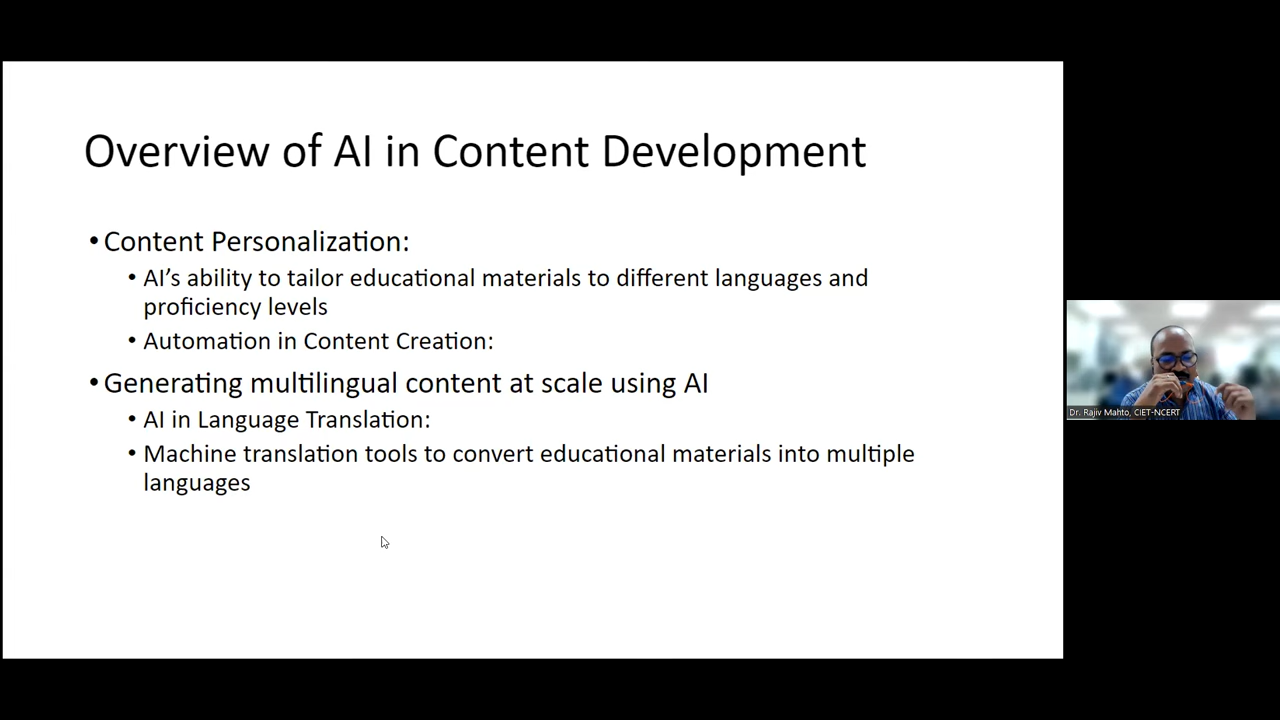 Overview of AI in Content Development
• Content Personalization:
• AI’s ability to tailor educational materials to different languages and
proficiency levels
• Automation in Content Creation:
• Generating multilingual content at scale using AI
• AI in Language Translation:
• Machine translation tools to convert educational materials into multiple
languages
Dr. Rajiv Mahto, CIET-NCERT